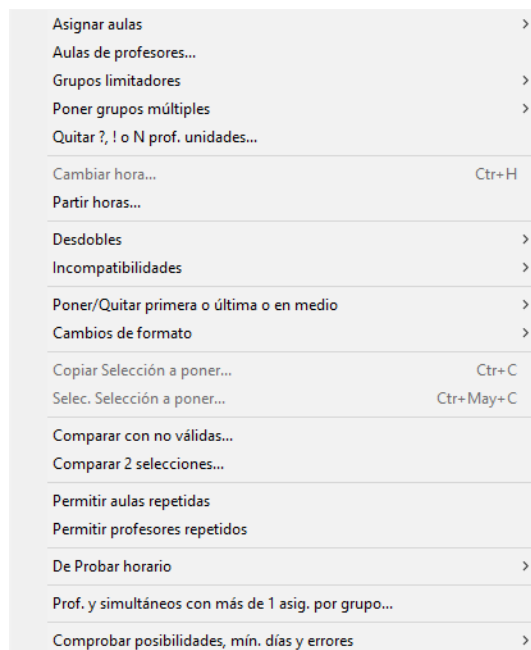 Asignar aulas
Aulas de profesores...
Grupos limitadores
Poner grupos múltiples
Quitar ?, ! o N prof. unidades...
Cambiar hora... Ctr+H
Partir horas...
Desdobles
Incompatibilidades
Poner/Quitar primera o última o en medio
Cambios de formato
Copiar Selección a poner... Ctr+C
Selec. Selección a poner... Ctr+May+C
Comparar con no válidas...
Comparar 2 selecciones...
Permitir aulas repetidas
Permitir profesores repetidos
De Probar horario
Prof. y simultáneos con más de 1 asig. por grupo...
Comprobar posibilidades, mín. días y errores